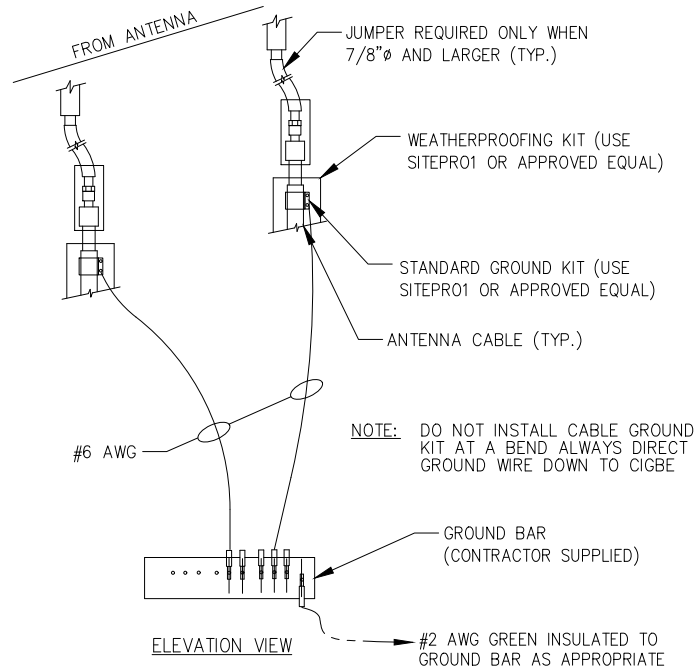 FROM ANTENNA
JUMPER REQUIRED ONLY WHEN
7/8"ø AND LARGER (TYP.)
WEATHERPROOFING KIT (USE
SITEPRO1 OR APPROVED EQUAL)
STANDARD GROUND KIT (USE
SITEPRO1 OR APPROVED EQUAL)
ANTENNA CABLE (TYP.)
#6 AWG
NOTE: DO NOT INSTALL CABLE GROUND
KIT AT A BEND ALWAYS DIRECT
GROUND WIRE DOWN TO CIGBE
GROUND BAR
(CONTRACTOR SUPPLIED)
ELEVATION VIEW
#2 AWG GREEN INSULATED TO
GROUND BAR AS APPROPRIATE